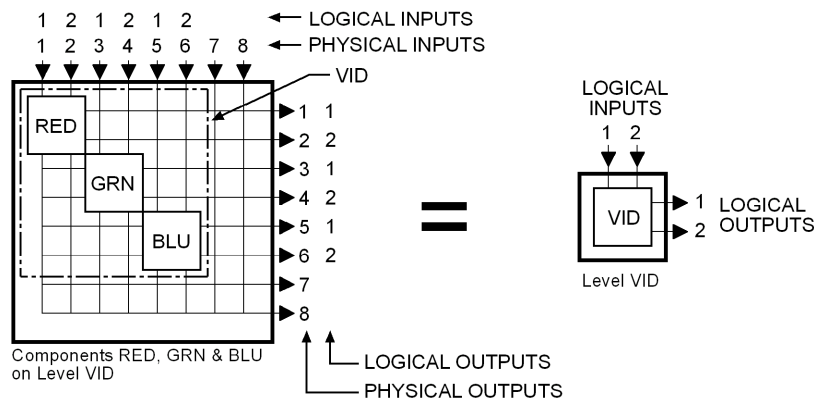 1 2 1 2 1 2 LOGICAL INPUTS
1 2 3 4 5 6 7 8 PHYSICAL INPUTS
VID
RED
GRN
BLU
1 1
2 2
3 1
4 2
5 1
6 2
7
8
Components RED, GRN & BLU
on Level VID
LOGICAL OUTPUTS
PHYSICAL OUTPUTS
=
LOGICAL
INPUTS
1 2
VID
1
2
LOGICAL
OUTPUTS
Level VID